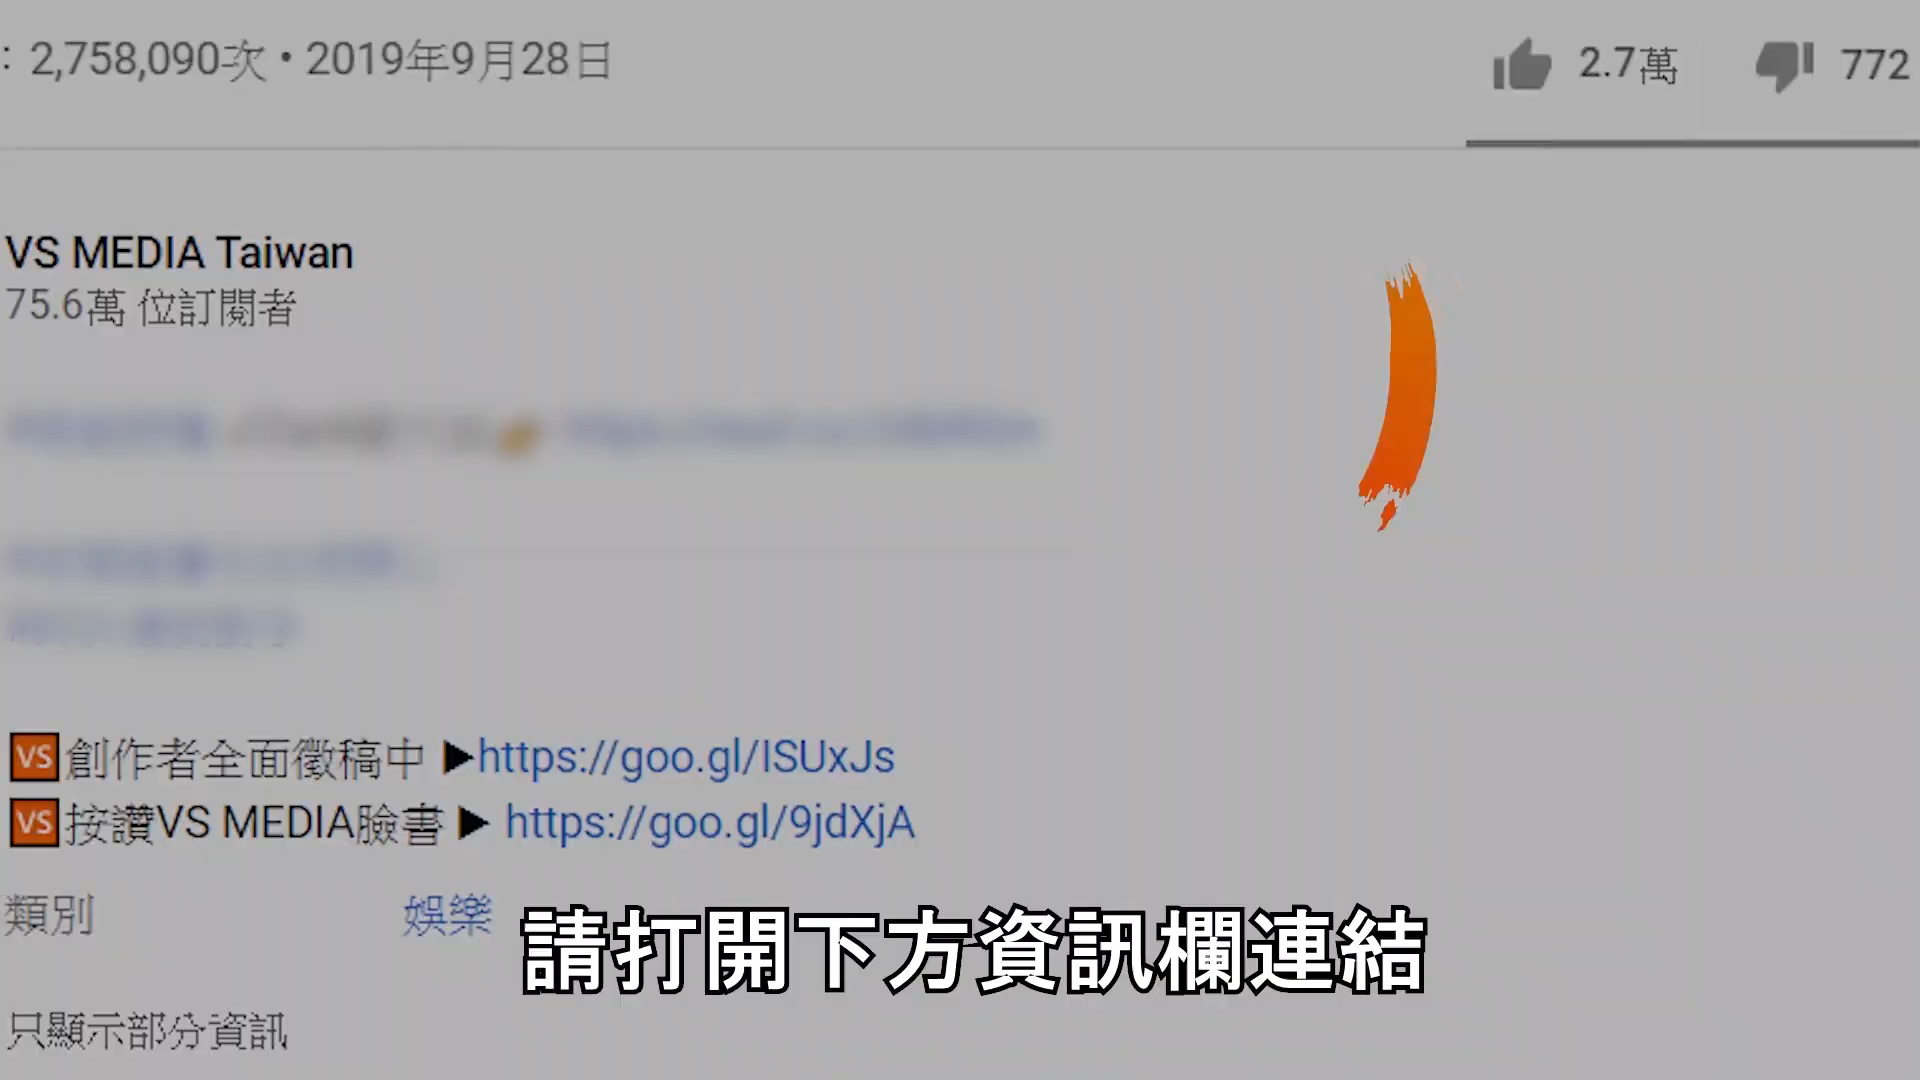 ：2,758,090次 • 2019年9月28日
2.7萬
772
VS MEDIA Taiwan
75.6萬 位訂閱者
VS 創作者全面徵稿中 ▶https://goo.gl/ISUxJs
VS 按讚VS MEDIA臉書 ▶ https://goo.gl/9jdXjA
類別 娛樂
請打開下方資訊欄連結
只顯示部分資訊